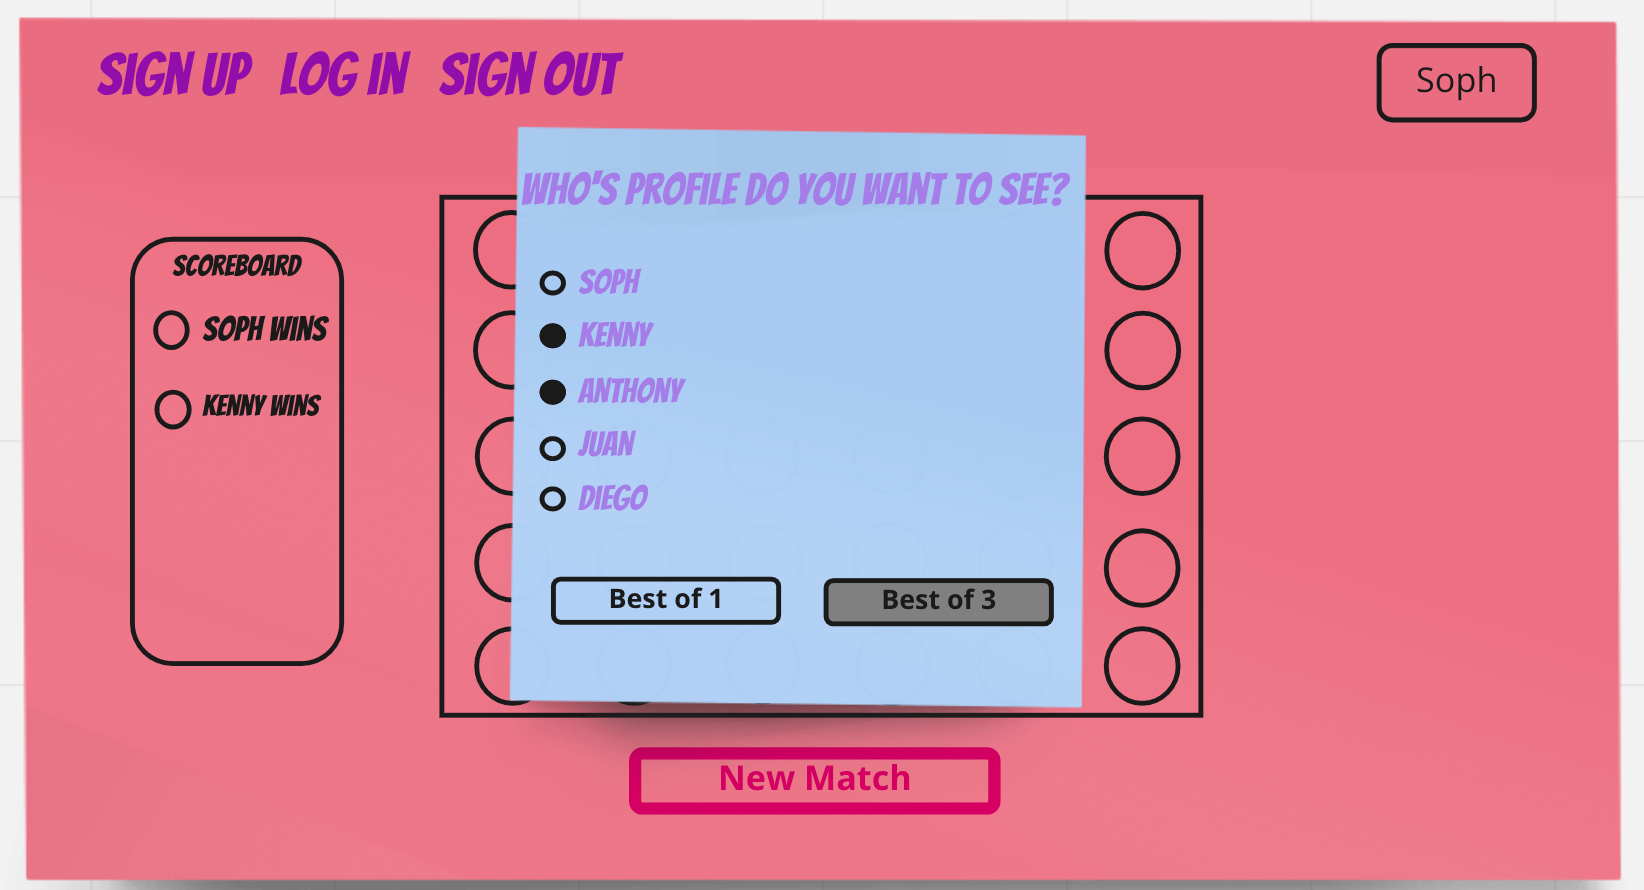 SIGN UP LOG IN SIGN OUT
Soph
WHO'S PROFILE DO YOU WANT TO SEE?
SCOREBOARD
SOPH WINS
KENNY WINS
SOPH
KENNY
ANTHONY
JUAN
DIEGO
Best of 1
Best of 3
New Match